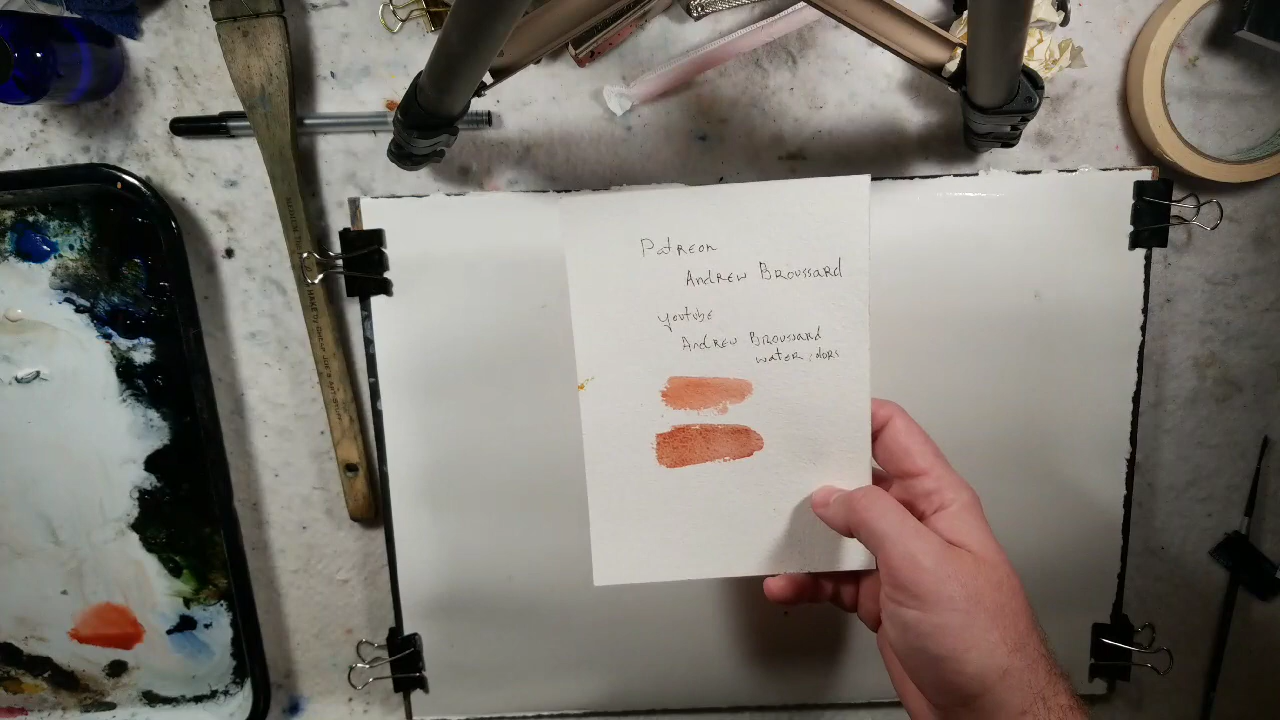 Patreon
Andrew Broussard
youtube
Andrew Broussard
watercolors